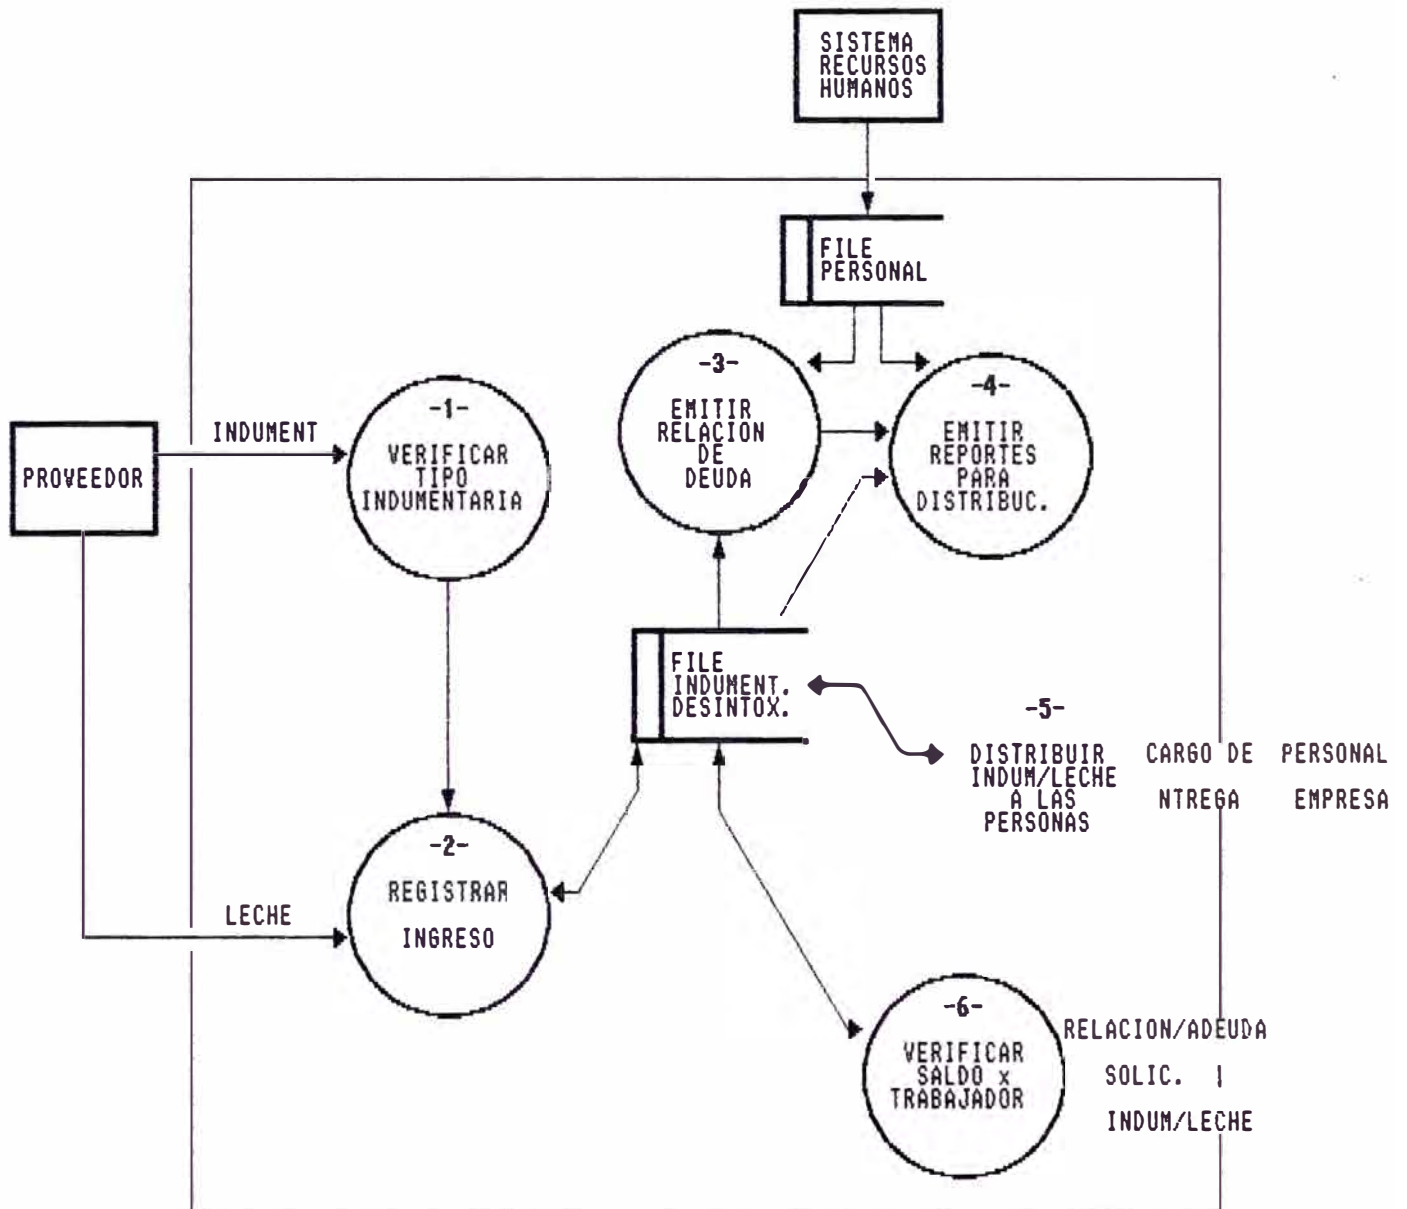 SISTEMA
RECURSOS
HUMANOS
FILE
PERSONAL
-3-
EMITIR
RELACION
DE
DEUDA
-4-
EMITIR
REPORTES
PARA
DISTRIBUC.
PROVEEDOR
INDUMENT
-1-
VERIFICAR
TIPO
INDUMENTARIA
FILE
INDUMENT.
DESINTOX.
-5-
DISTRIBUIR
INDUM/LECHE
A LAS
PERSONAS
CARGO DE
NTREGA
PERSONAL
EMPRESA
-2-
REGISTRAR
INGRESO
LECHE
-6-
VERIFICAR
SALDO x
TRABAJADOR
RELACION/ADEUDA
SOLIC.
INDUM/LECHE